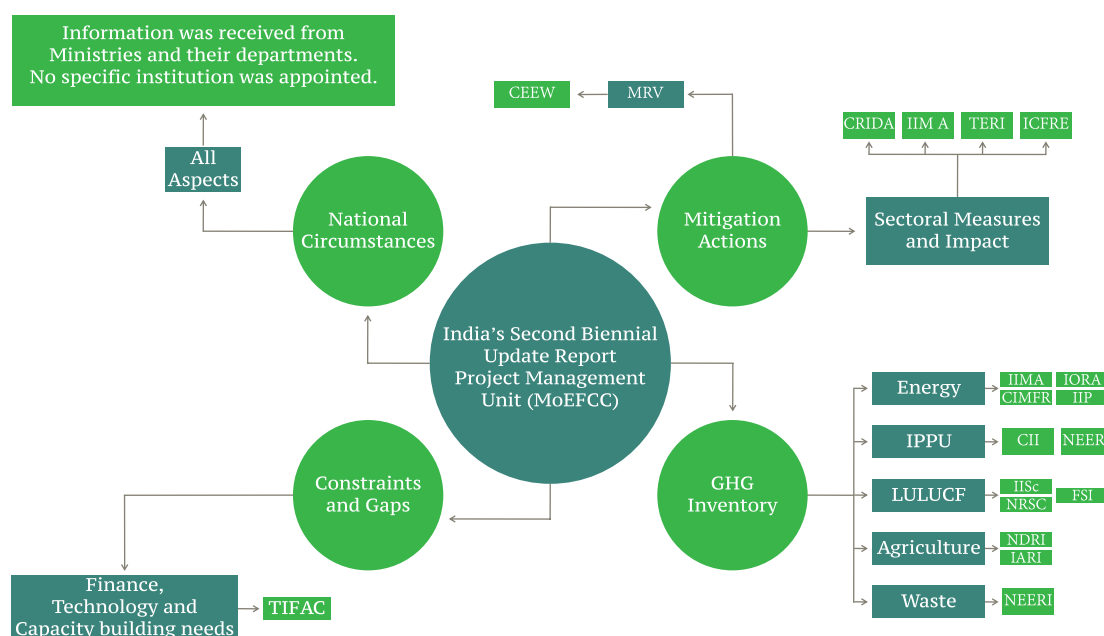 Information was received from
Ministries and their departments.
No specific institution was appointed.
All
Aspects
National
Circumstances
CEEW
MRV
Mitigation
Actions
CRIDA
IIM A
TERI
ICFRE
Sectoral Measures
and Impact
India’s Second Biennial
Update Report
Project Management
Unit (MoEFCC)
Constraints
and Gaps
Finance,
Technology and
Capacity building needs
TIFAC
GHG
Inventory
Energy
IIMA
IORA
CIMFR
IIP
IPPU
CII
NEER
LULUCF
IISc
FSI
NRSC
Agriculture
NDRI
IARI
Waste
NEERI